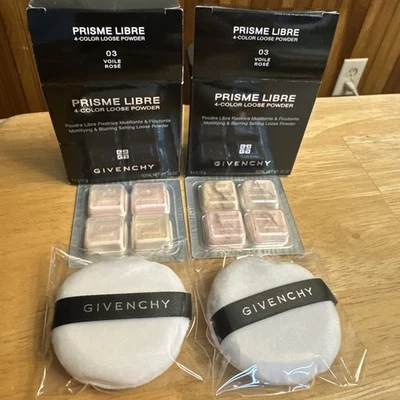 PRISME LIBRE
4-COLOR LOOSE POWDER
03
VOILE
ROSÉ
PRISME LIBRE
4-COLOR LOOSE POWDER
Poudre Libre Fixatrice Matifiante & Floutante
Mattifying & Blurring Setting Loose Powder
GIVENCHY
PRISME LIBRE
4-COLOR LOOSE POWDER
03
VOILE
ROSÉ
PRISME LIBRE
4-COLOR LOOSE POWDER
Poudre Libre Fixatrice Matifiante & Floutante
Mattifying & Blurring Setting Loose Powder
GIVENCHY
GIVENCHY
GIVENCHY